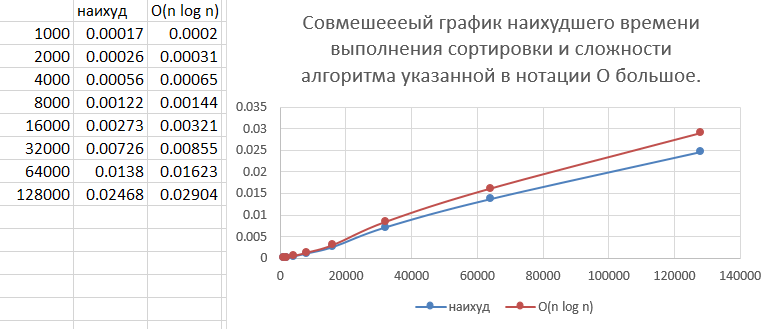 наихуд O(n log n)
1000 0.00017 0.0002
2000 0.00026 0.00031
4000 0.00056 0.00065
8000 0.00122 0.00144
16000 0.00273 0.00321
32000 0.00726 0.00855
64000 0.0138 0.01623
128000 0.02468 0.02904
Совмешееeый график наихудшего времени
выполнения сортировки и сложности
алгоритма указанной в нотации O большое.
0.035
0.03
0.025
0.02
0.015
0.01
0.005
0
0 20000 40000 60000 80000 100000 120000 140000
наихуд O(n log n)